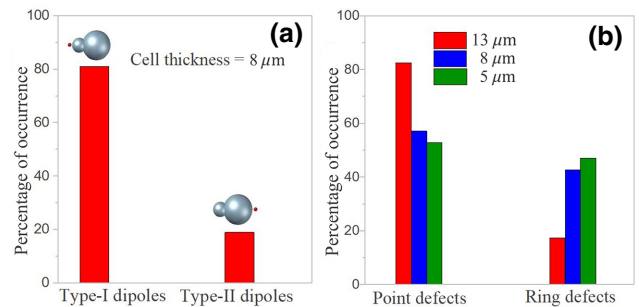 (a)
Cell thickness = 8 μm
Percentage of occurrence
100
80
60
40
20
0
Type-I dipoles
Type-II dipoles
(b)
13 μm
8 μm
5 μm
Percentage of occurrence
100
80
60
40
20
0
Point defects
Ring defects